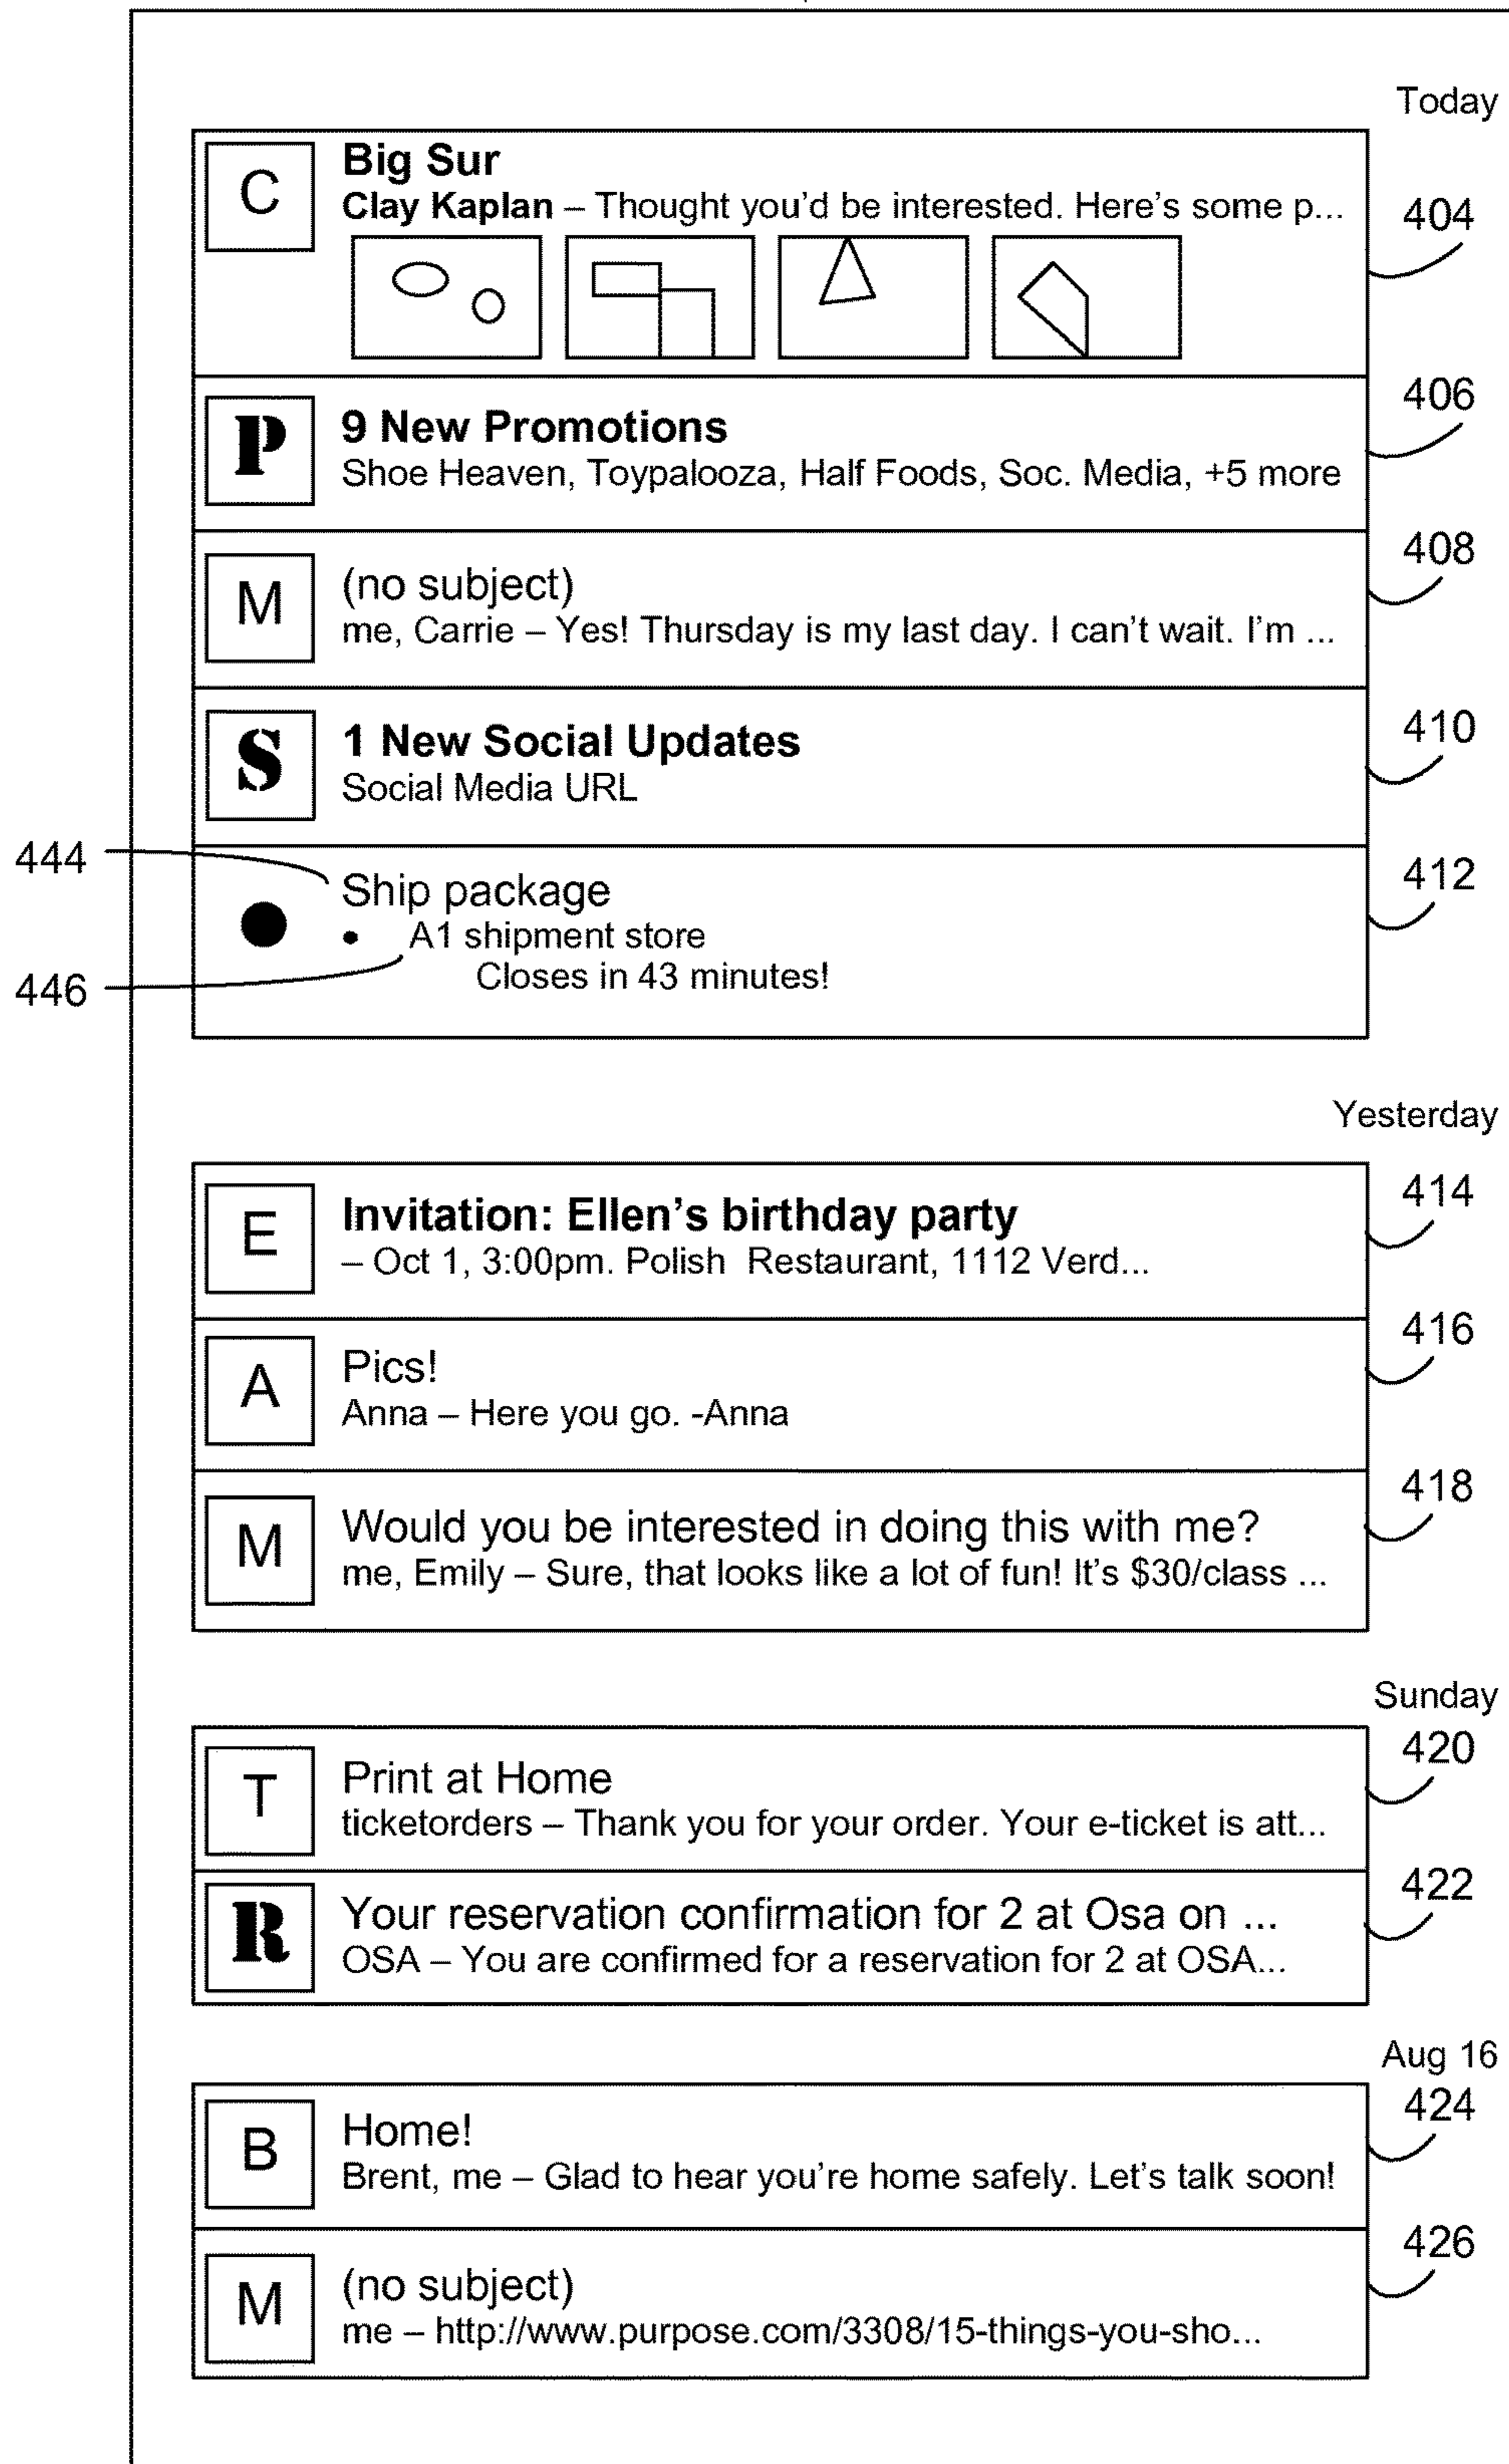 Today
C
Big Sur
Clay Kaplan – Thought you'd be interested. Here's some p...
404
P
9 New Promotions
Shoe Heaven, Toypalooza, Half Foods, Soc. Media, +5 more
406
M
(no subject)
me, Carrie – Yes! Thursday is my last day. I can't wait. I'm ...
408
S
1 New Social Updates
Social Media URL
410
444
Ship package
• A1 shipment store
Closes in 43 minutes!
446
412
Yesterday
E
Invitation: Ellen's birthday party
– Oct 1, 3:00pm. Polish Restaurant, 1112 Verd...
414
A
Pics!
Anna – Here you go. -Anna
416
M
Would you be interested in doing this with me?
me, Emily – Sure, that looks like a lot of fun! It's $30/class ...
418
Sunday
T
Print at Home
ticketorders – Thank you for your order. Your e-ticket is att...
420
R
Your reservation confirmation for 2 at Osa on ...
OSA – You are confirmed for a reservation for 2 at OSA...
422
Aug 16
B
Home!
Brent, me – Glad to hear you're home safely. Let's talk soon!
424
M
(no subject)
me – http://www.purpose.com/3308/15-things-you-sho...
426